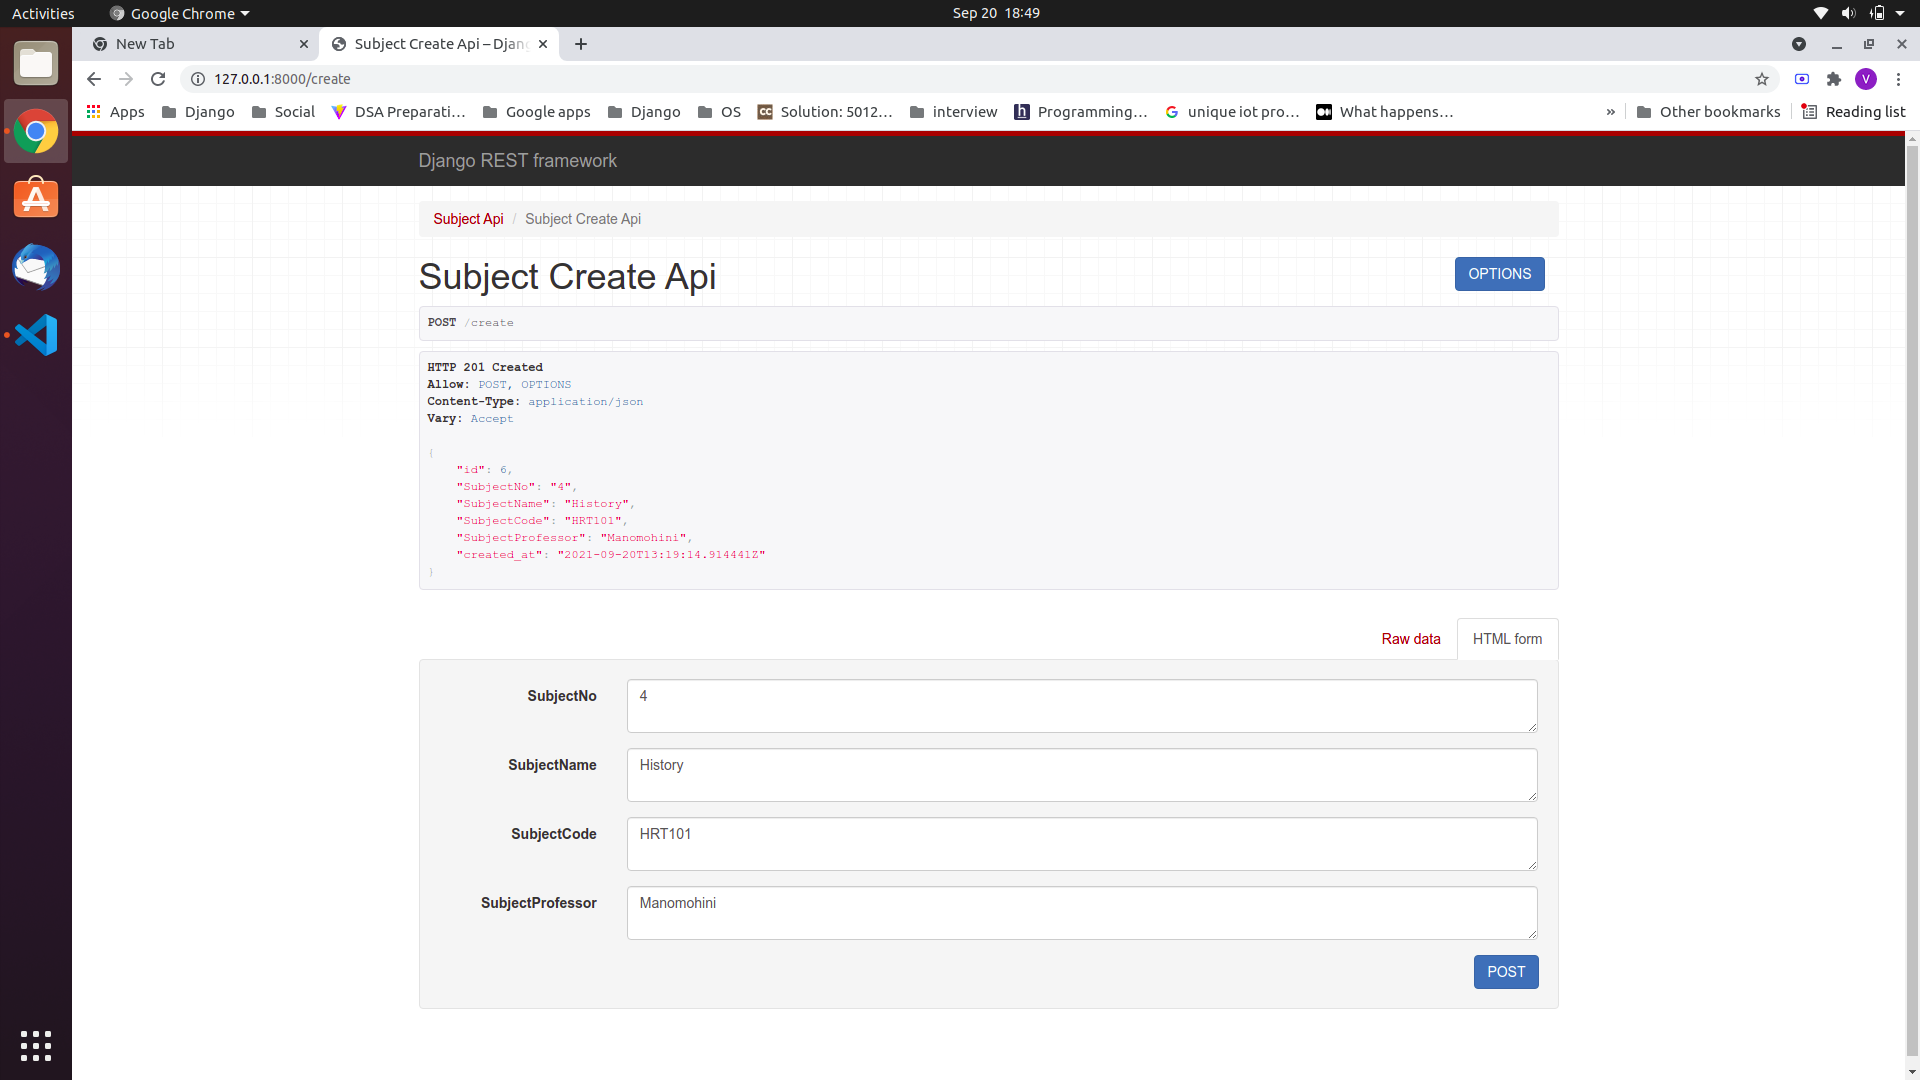 Activities
Google Chrome
Sep 20 18:49
New Tab
Subject Create Api – Djan
127.0.0.1:8000/create
V
Apps
Django
Social
DSA Preparati…
Google apps
Django
OS
Solution: 5012…
interview
Programming…
unique iot pro…
What happens…
»
Other bookmarks
Reading list
Django REST framework
Subject Api / Subject Create Api
Subject Create Api
OPTIONS
POST /create
HTTP 201 Created
Allow: POST, OPTIONS
Content-Type: application/json
Vary: Accept
{
"id": 6,
"SubjectNo": "4",
"SubjectName": "History",
"SubjectCode": "HRT101",
"SubjectProfessor": "Manomohini",
"created_at": "2021-09-20T13:19:14.914441Z"
}
Raw data
HTML form
SubjectNo
4
SubjectName
History
SubjectCode
HRT101
SubjectProfessor
Manomohini
POST